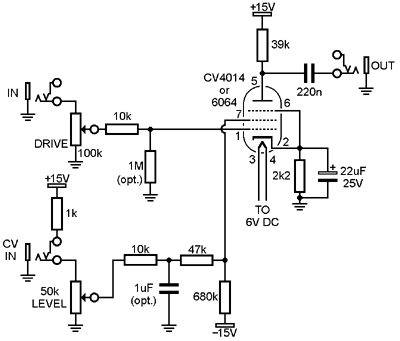 +15V
39k
IN
CV4014
or
6064
5
6
7
1
2
3 4
220n
OUT
10k
DRIVE
100k
1M
(opt.)
2k2
+
22uF
25V
TO
6V DC
+15V
1k
CV
IN
10k
47k
50k
LEVEL
1uF
(opt.)
680k
−15V